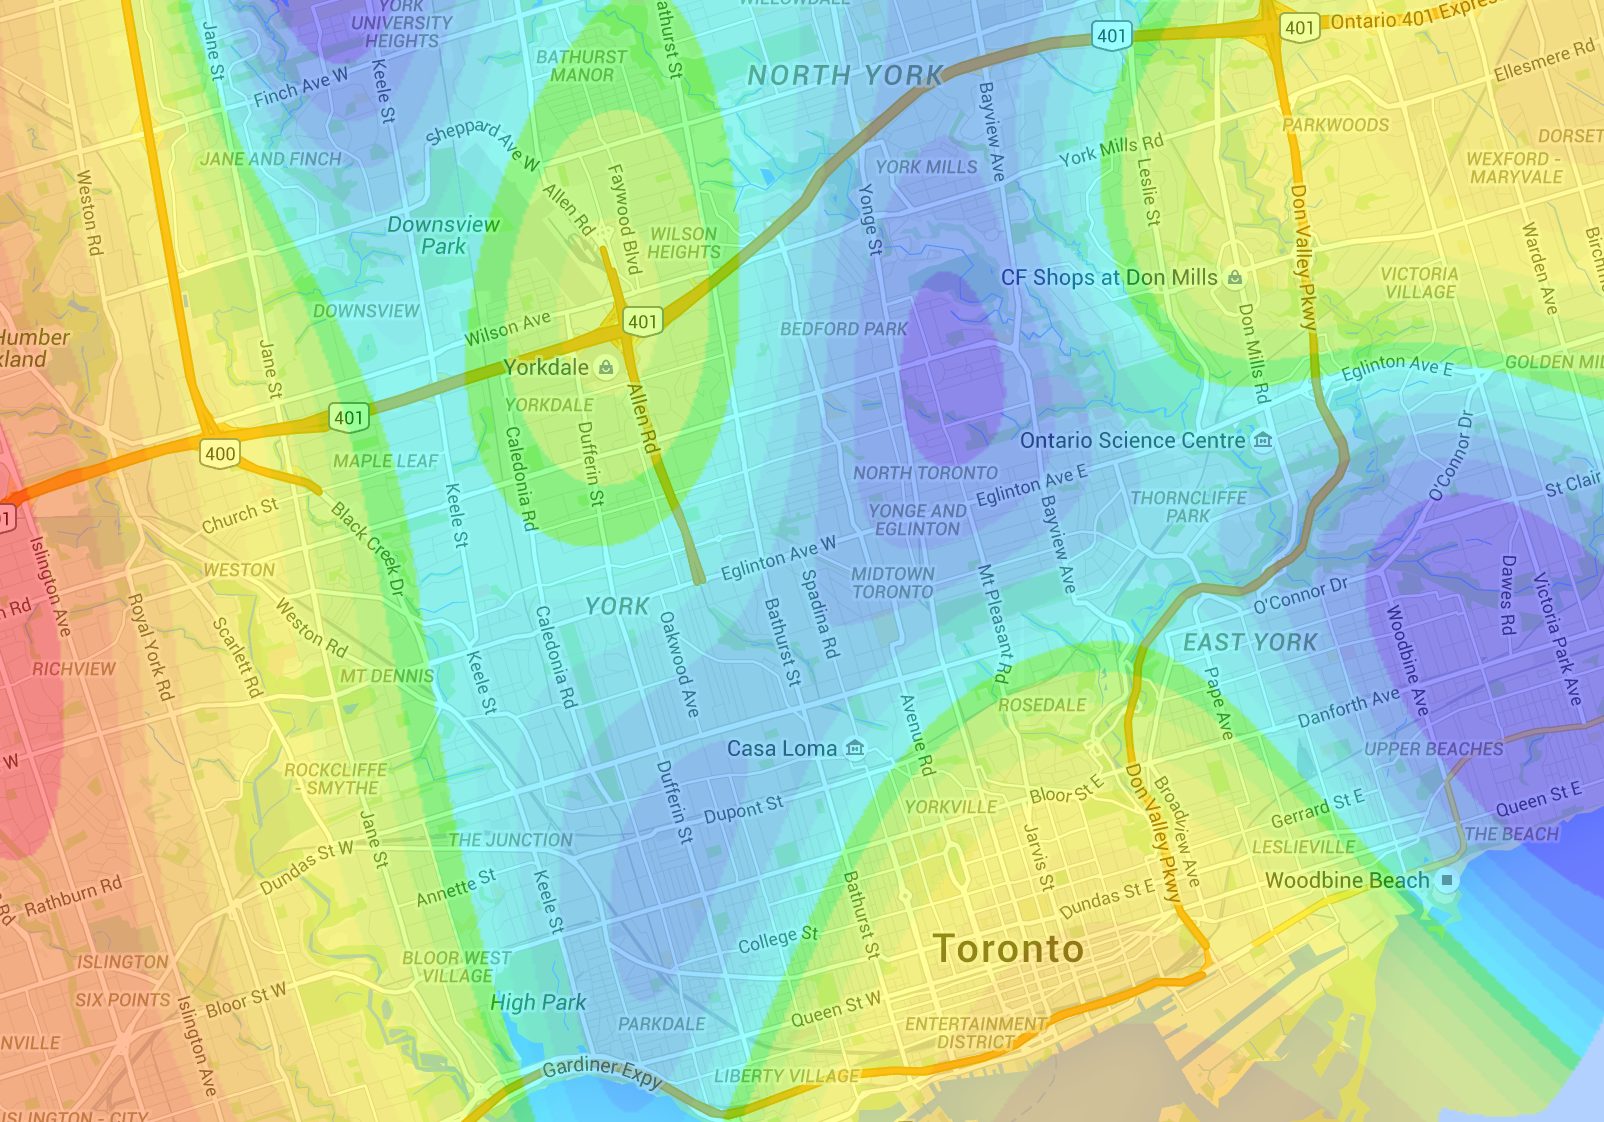 YORK
UNIVERSITY
HEIGHTS
WILLOWDALE
Jane St
Keele St
Finch Ave W
BATHURST
MANOR
Bathurst St
NORTH YORK
401
401
Ontario 401 Express
Ellesmere Rd
Bayview Ave
PARKWOODS
DORSET
JANE AND FINCH
Sheppard Ave W
YORK MILLS
York Mills Rd
WEXFORD -
MARYVALE
Weston Rd
Allen Rd
Faywood Blvd
Yonge St
Leslie St
Don Valley Pkwy
Downsview
Park
WILSON
HEIGHTS
Warden Ave
CF Shops at Don Mills
VICTORIA
VILLAGE
DOWNSVIEW
Wilson Ave
401
BEDFORD PARK
Don Mills Rd
Humber
Jane St
Yorkdale
Eglinton Ave E
GOLDEN MIL
401
YORKDALE
Allen Rd
Dufferin St
Caledonia Rd
400
MAPLE LEAF
Ontario Science Centre
O'Connor Dr
NORTH TORONTO
Eglinton Ave E
St Clair
Keele St
Church St
Black Creek Dr
YONGE AND
EGLINTON
Bayview Ave
THORNCLIFFE
PARK
Islington Ave
WESTON
Eglinton Ave W
MIDTOWN
TORONTO
Mt Pleasant Rd
O'Connor Dr
Dawes Rd
Victoria Park Ave
YORK
Spadina Rd
Bathurst St
Oakwood Ave
Caledonia Rd
Royal York Rd
Scarlett Rd
Weston Rd
EAST YORK
Woodbine Ave
RICHVIEW
MT DENNIS
Keele St
Pape Ave
Danforth Ave
ROSEDALE
Avenue Rd
Casa Loma
UPPER BEACHES
ROCKCLIFFE
- SMYTHE
Dufferin St
Dupont St
YORKVILLE
Bloor St E
Don Valley Pkwy
Broadview Ave
Gerrard St E
Queen St E
THE BEACH
Jane St
THE JUNCTION
Dundas St W
Jarvis St
LESLIEVILLE
Rathburn Rd
Annette St
Keele St
Bathurst St
Dundas St E
Woodbine Beach
College St
Toronto
ISLINGTON
BLOOR WEST
VILLAGE
SIX POINTS
Bloor St W
Islington Ave
High Park
Queen St W
PARKDALE
ENTERTAINMENT
DISTRICT
Gardiner Expy
LIBERTY VILLAGE
ISLINGTON - CITY